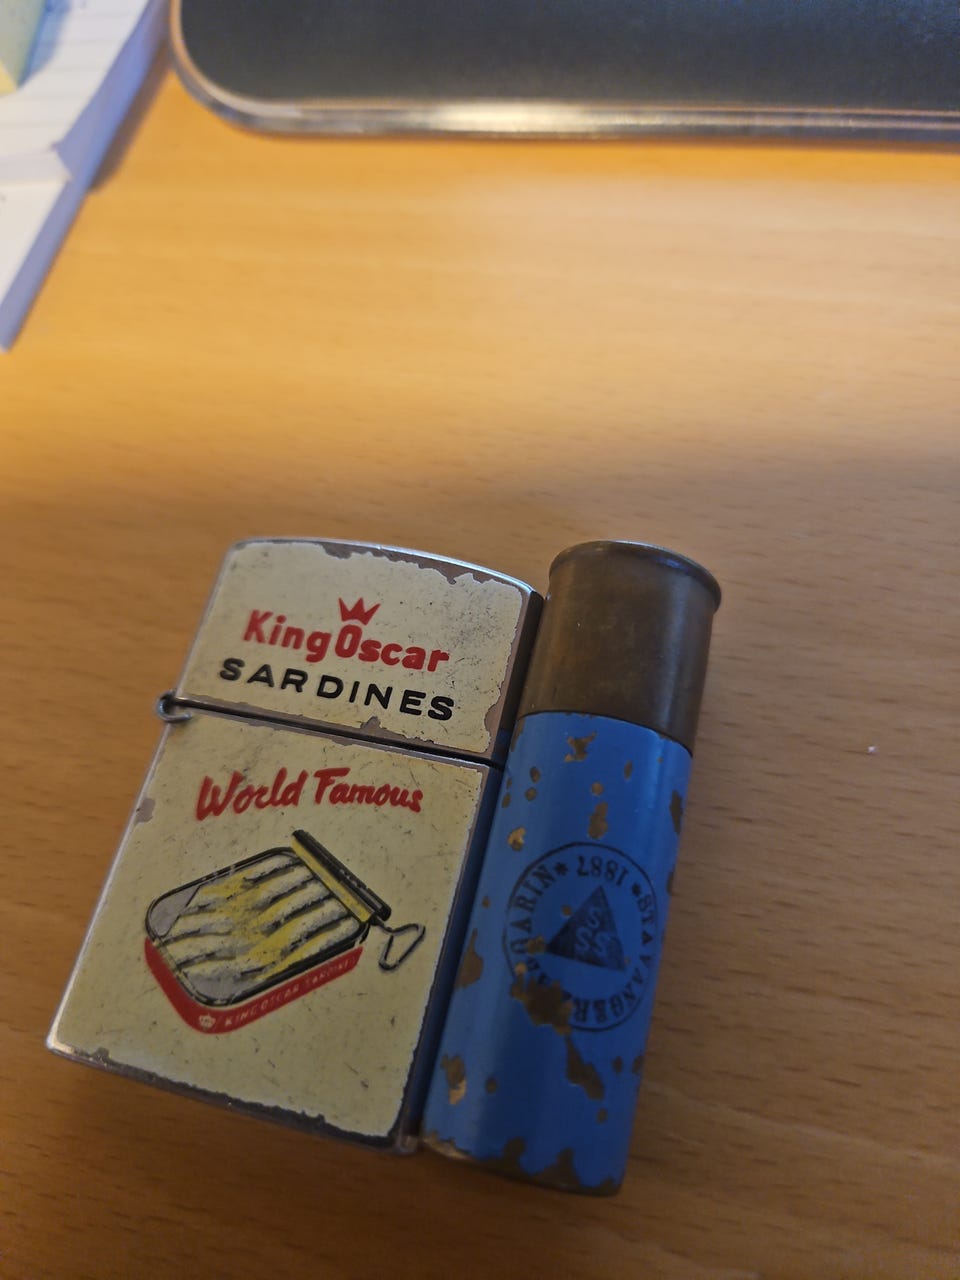 King Oscar
SARDINES
World Famous
KING OSCAR SARDINES
* 1887 * STAVANGER